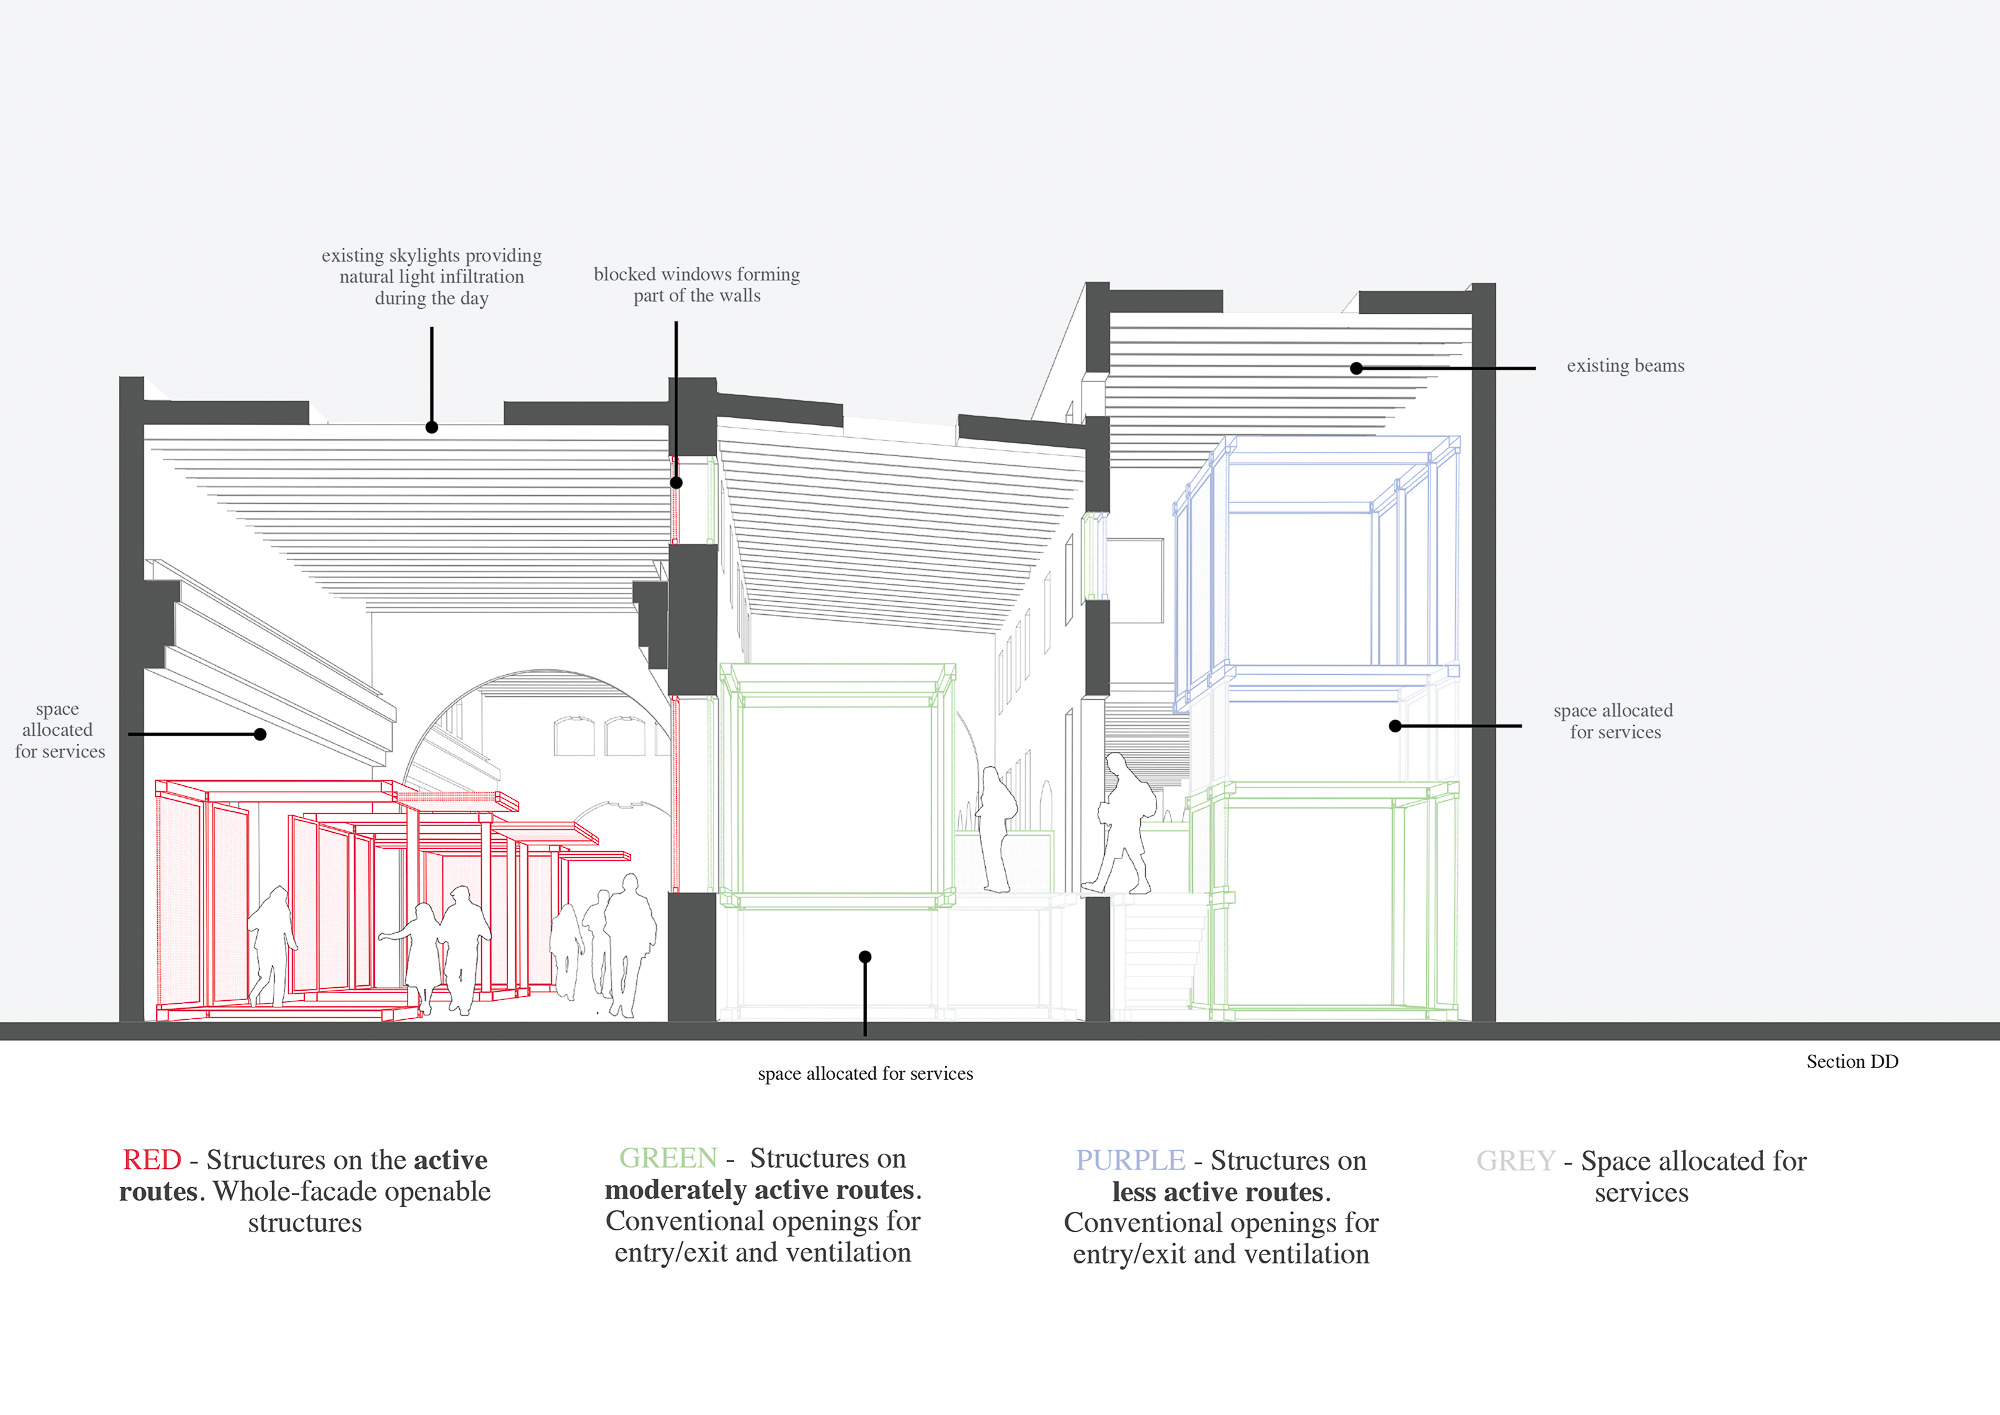 existing skylights providing
natural light infiltration
during the day
blocked windows forming
part of the walls
existing beams
space
allocated
for services
space allocated
for services
space allocated for services
Section DD
RED - Structures on the active
routes. Whole-facade openable
structures
GREEN - Structures on
moderately active routes.
Conventional openings for
entry/exit and ventilation
PURPLE - Structures on
less active routes.
Conventional openings for
entry/exit and ventilation
GREY - Space allocated for
services